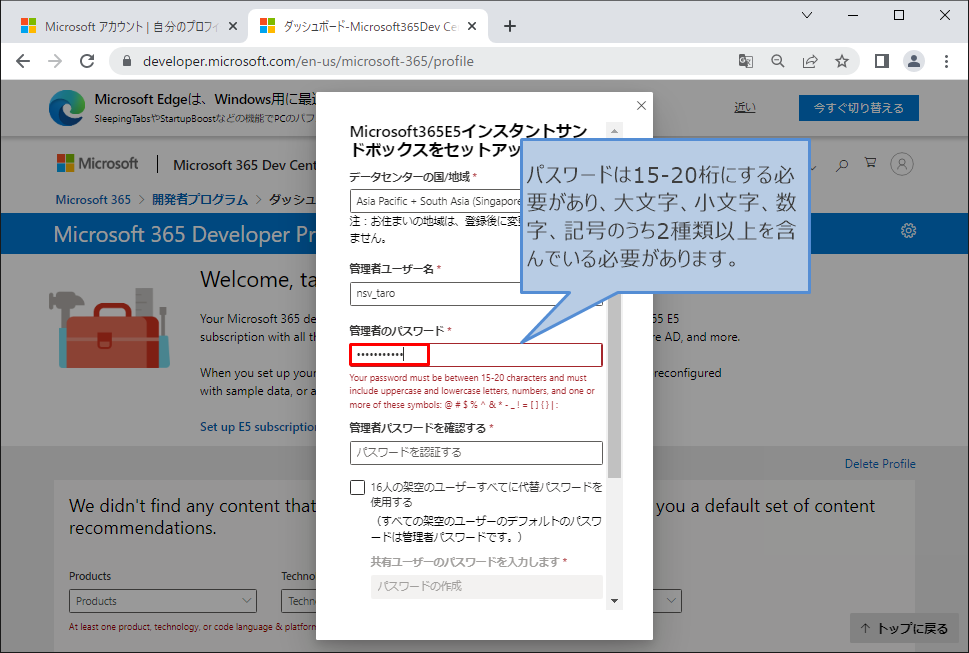 Microsoft アカウント | 自分のプロフィ
ダッシュボード-Microsoft365Dev Ce
developer.microsoft.com/en-us/microsoft-365/profile
Microsoft Edgeは、Windows用に最適
SleepingTabsやStartupBoostなどの機能でPCのパフ
近い
今すぐ切り替える
Microsoft
Microsoft 365 Dev Cent
Microsoft 365 > 開発者プログラム > ダッシュ
Microsoft 365 Developer Pr
Welcome, ta
Your Microsoft 365 de
55 E5
subscription with all th
re AD, and more.
When you set up your
reconfigured
with sample data, or a
Set up E5 subscription
Delete Profile
We didn't find any content that
you a default set of content
recommendations.
Products
Techno
Products
Techn
At least one product, technology, or code language & platform
トップに戻る
Microsoft365E5インスタントサン
ドボックスをセットアッ
データセンターの国/地域 *
Asia Pacific + South Asia (Singapore
注：お住まいの地域は、登録後に変更
ません。
管理者ユーザー名 *
nsv_taro
管理者のパスワード *
•••••••••••
Your password must be between 15-20 characters and must
include uppercase and lowercase letters, numbers, and one or
more of these symbols: @ # $ % ^ & * - _ ! = [ ] { } | :
管理者パスワードを確認する *
パスワードを認証する
16人の架空のユーザーすべてに代替パスワードを
使用する
（すべての架空のユーザーのデフォルトのパスワ
ードは管理者パスワードです。）
共有ユーザーのパスワードを入力します *
パスワードの作成
パスワードは15-20桁にする必
要があり、大文字、小文字、数
字、記号のうち2種類以上を含
んでいる必要があります。